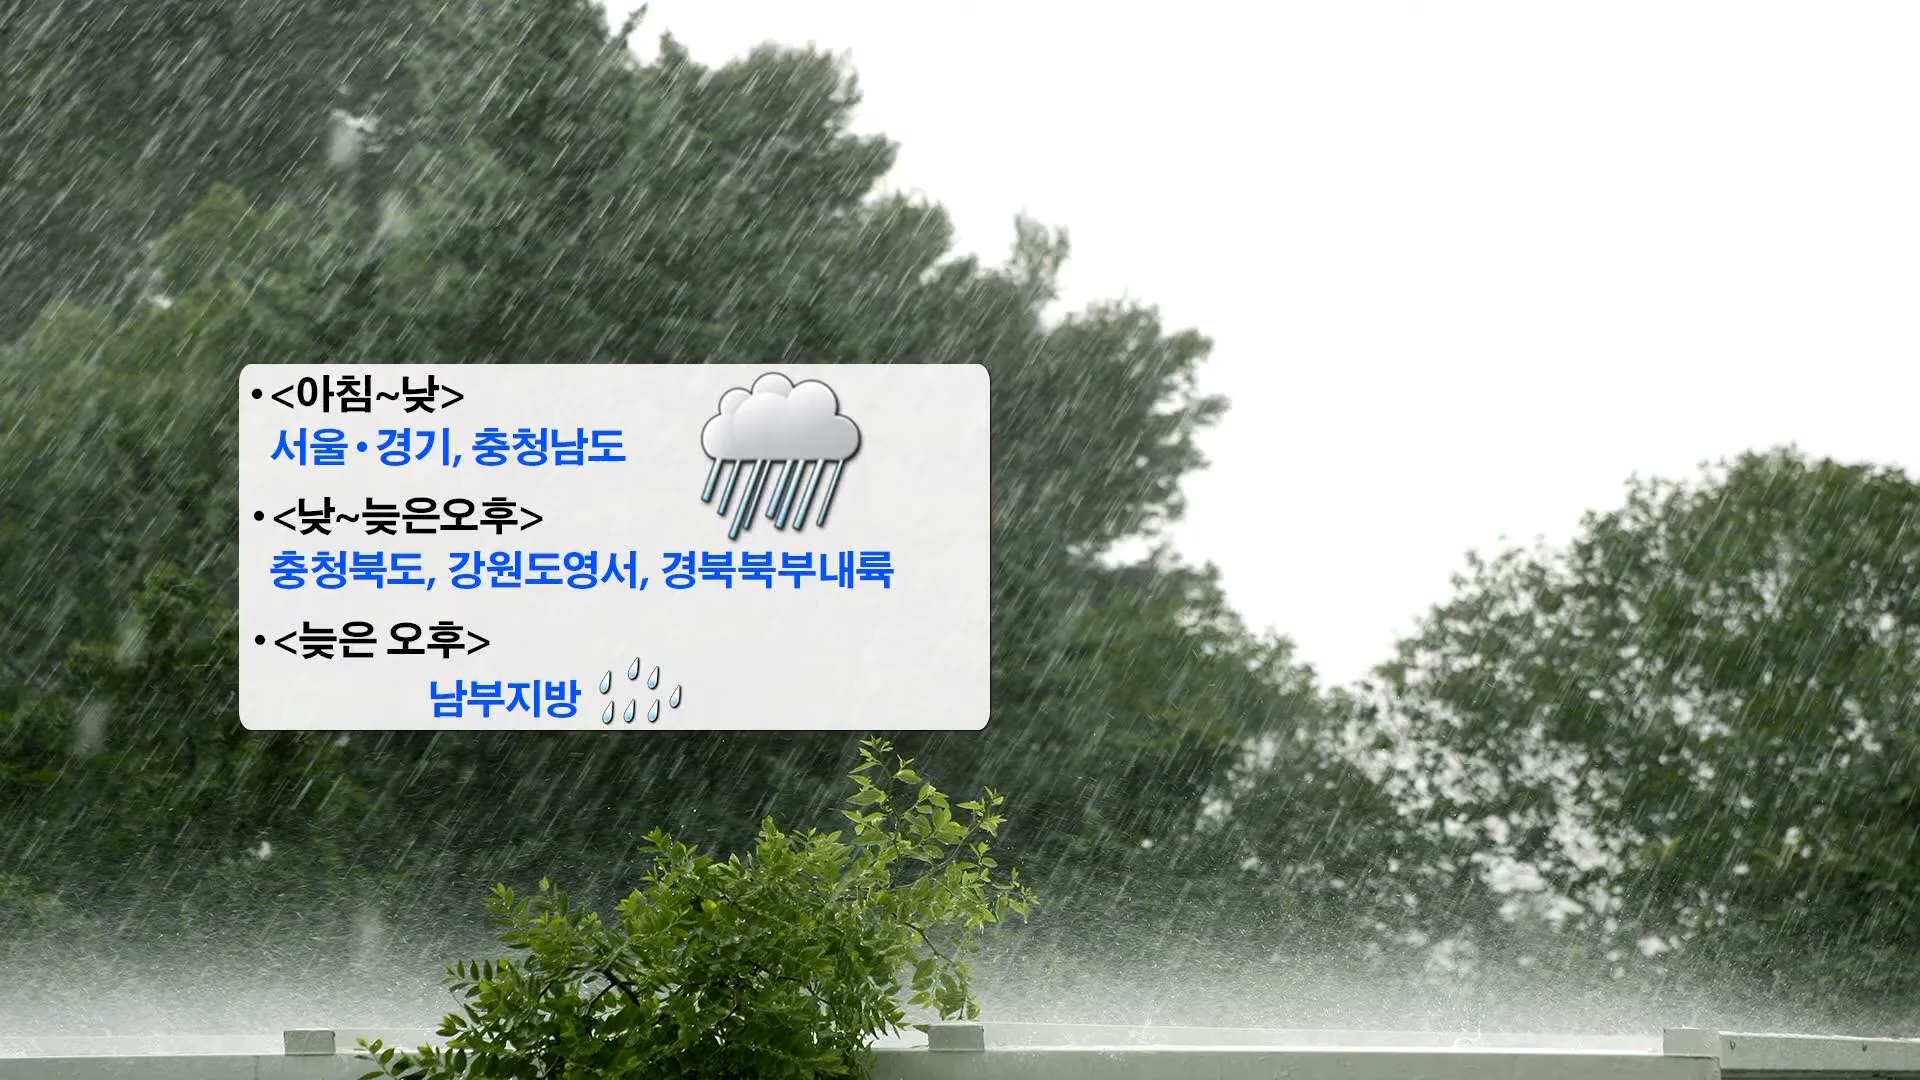 •<아침~낮>
서울•경기, 충청남도
•<낮~늦은오후>
충청북도, 강원도영서, 경북북부내륙
•<늦은 오후>
남부지방